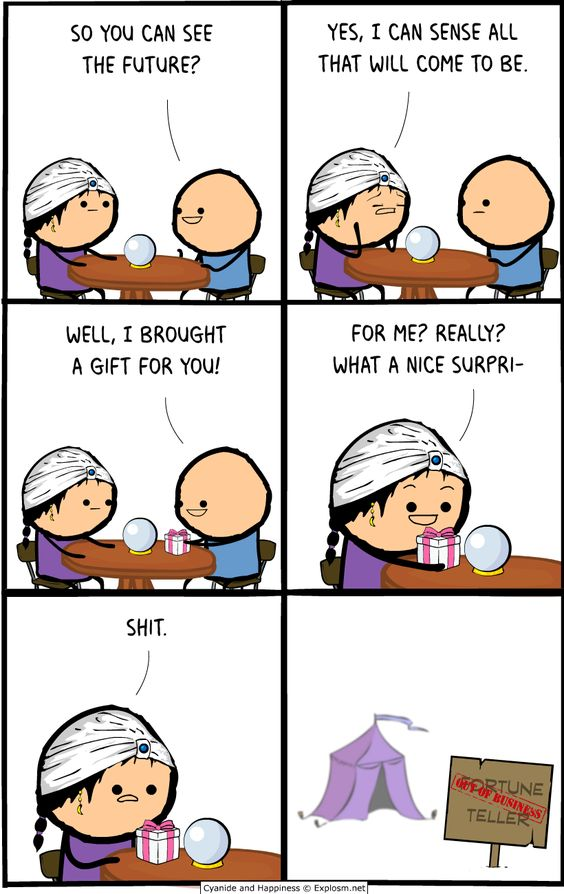 SO YOU CAN SEE
THE FUTURE?
YES, I CAN SENSE ALL
THAT WILL COME TO BE.
WELL, I BROUGHT
A GIFT FOR YOU!
FOR ME? REALLY?
WHAT A NICE SURPRI-
SHIT.
FORTUNE
OUT OF BUSINESS
TELLER
Cyanide and Happiness © Explosm.net